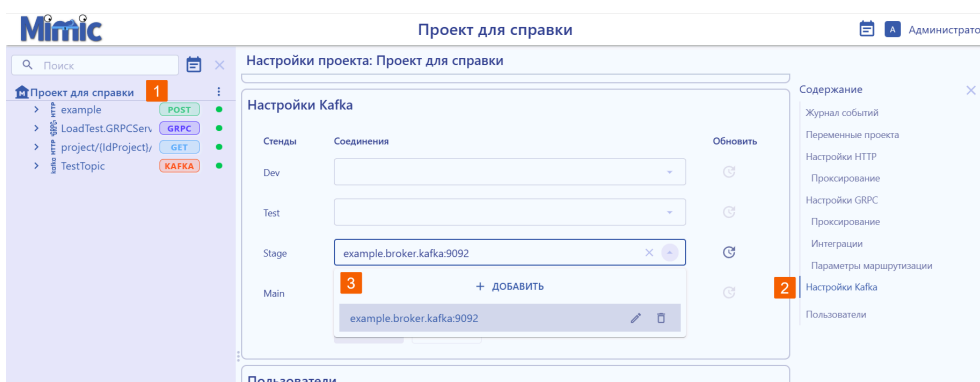 Mimic
Проект для справки
A Администрато
Поиск
Проект для справки 1
HTTP example POST
GRPC LoadTest.GRPCServ GRPC
HTTP project/{IdProject}/ GET
kafka TestTopic KAFKA
Настройки проекта: Проект для справки
Настройки Kafka
Стенды Соединения Обновить
Dev
Test
Stage example.broker.kafka:9092
3 + ДОБАВИТЬ
Main
example.broker.kafka:9092
Пользователи
Содержание
Журнал событий
Переменные проекта
Настройки HTTP
Проксирование
Настройки GRPC
Проксирование
Интеграции
Параметры маршрутизации
2 Настройки Kafka
Пользователи